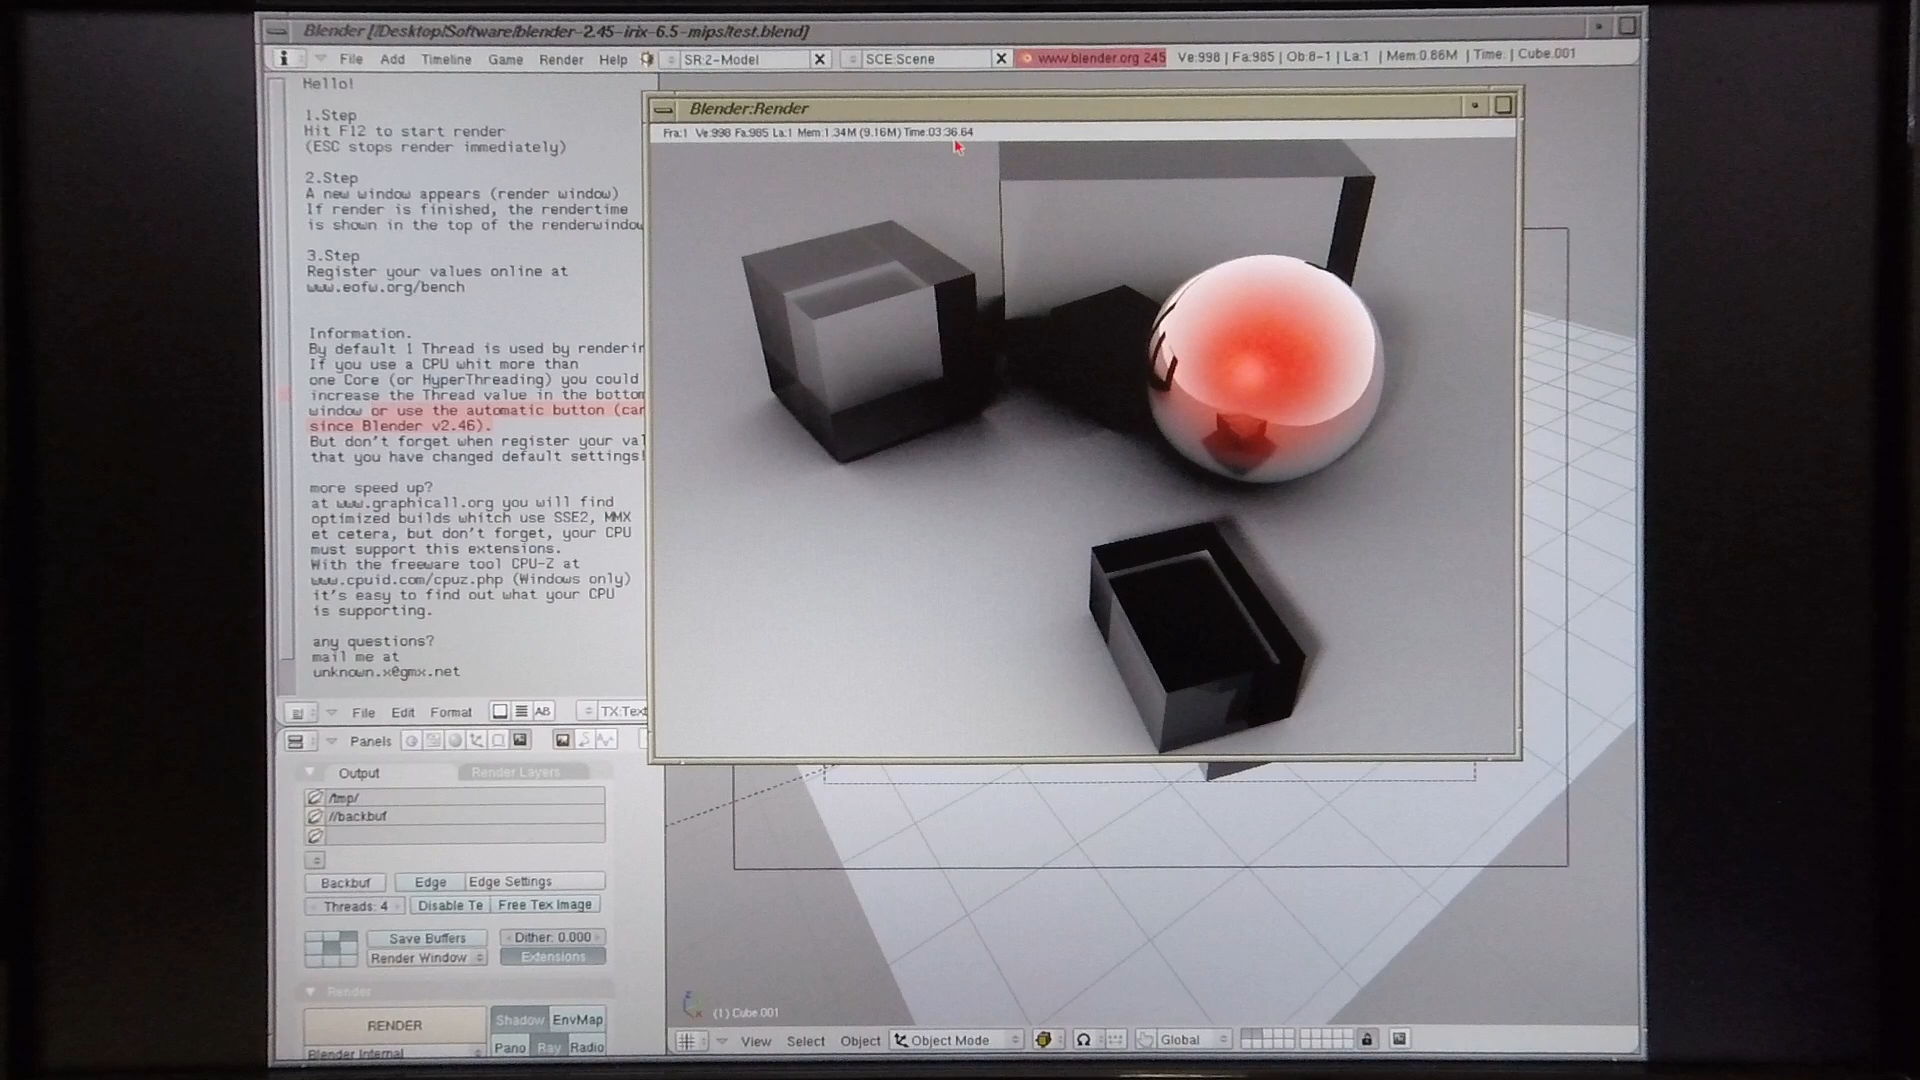 Blender [/Desktop/Software/blender-2.45-irix-6.5-mips/test.blend]
File Add Timeline Game Render Help SR:2-Model SCE:Scene www.blender.org 245 Ve:998 | Fa:985 | Ob:8-1 | La:1 | Mem:0.86M | Time: | Cube.001
Hello!
1.Step
Hit F12 to start render
(ESC stops render immediately)
2.Step
A new window appears (render window)
If render is finished, the rendertime
is shown in the top of the renderwindow
3.Step
Register your values online at
www.eofw.org/bench
Information.
By default 1 Thread is used by renderin
If you use a CPU whit more than
one Core (or HyperThreading) you could
increase the Thread value in the bottom
window or use the automatic button (can
since Blender v2.46).
But don't forget when register your val
that you have changed default settings!
more speed up?
at www.graphicall.org you will find
optimized builds whitch use SSE2, MMX
et cetera, but don't forget, your CPU
must support this extensions.
With the freeware tool CPU-Z at
www.cpuid.com/cpuz.php (Windows only)
it's easy to find out what your CPU
is supporting.
any questions?
mail me at
unknown.x@gmx.net
File Edit Format AB TX:Text
Panels
Output Render Layers
/tmp/
//backbuf
Backbuf Edge Edge Settings
Threads: 4 Disable Te Free Tex Image
Save Buffers Dither: 0.000
Render Window Extensions
Render
RENDER Shadow EnvMap
Blender Internal Pano Ray Radio
Blender:Render
Fra:1 Ve:998 Fa:985 La:1 Mem:1.34M (9.16M) Time:03:36.64
(1) Cube.001
View Select Object Object Mode Global